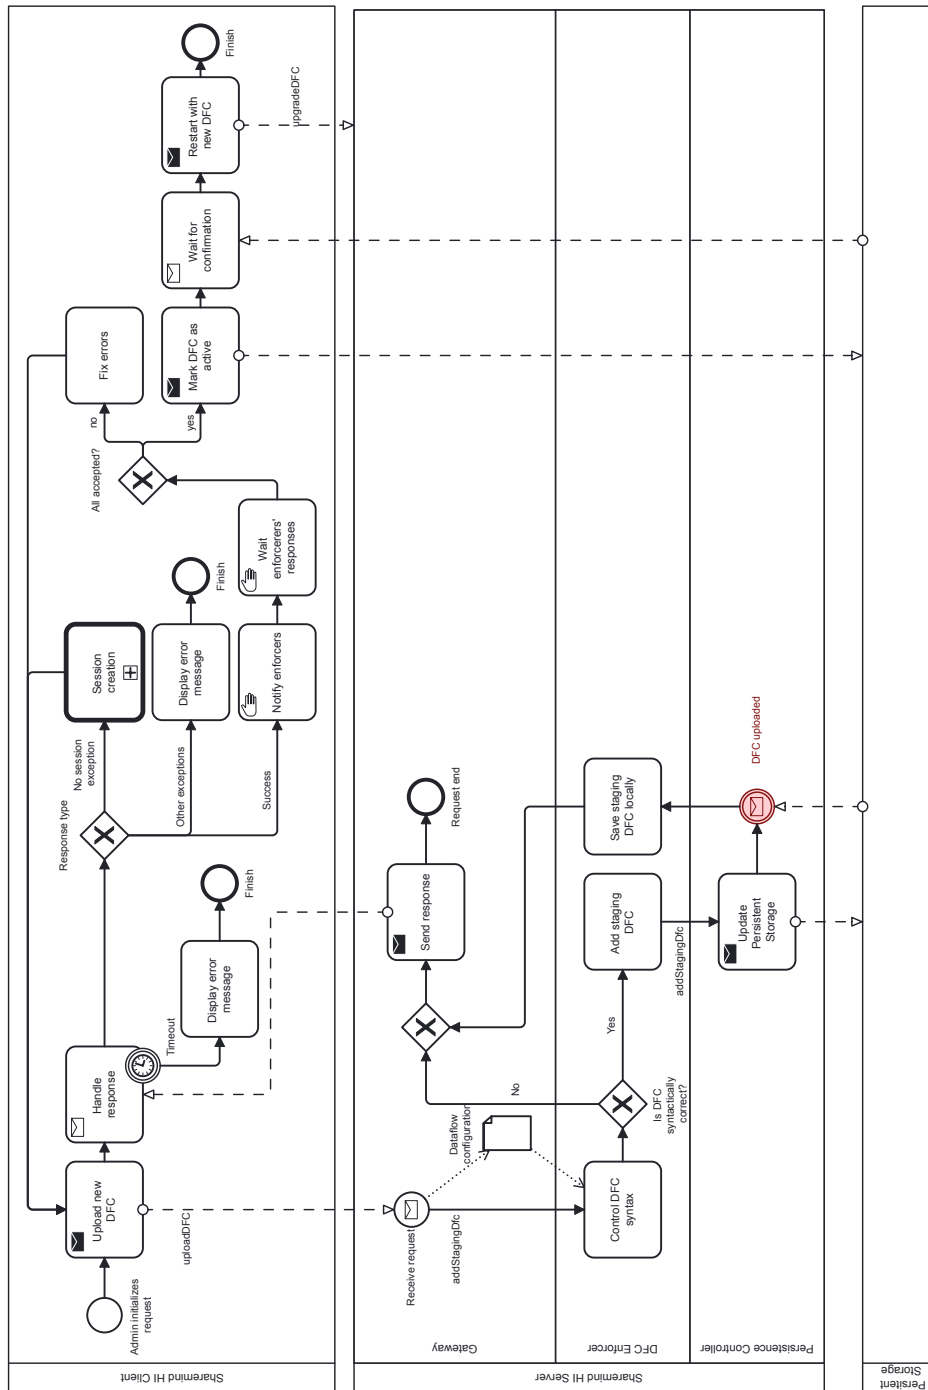 Sharemind HI Client
Admin initializes
request
Upload new
DFC
uploadDFC
Handle
response
Timeout
Display error
message
Finish
Response type
No session
exception
Other exceptions
Success
Session
creation
Display error
message
Finish
Notify enforcers
Wait
enforcerers'
responses
All accepted?
no
yes
Fix errors
Mark DFC as
active
Wait for
confirmation
Restart with
new DFC
Finish
upgradeDFC
Sharemind HI Server
Gateway
Receive request
addStagingDfc
Dataflow
configuration
No
Send response
Request end
DFC Enforcer
Control DFC
syntax
Is DFC
syntactically
correct?
Yes
Add staging
DFC
addStagingDfc
Save staging
DFC locally
Persistence Controller
Update
Persistent
Storage
DFC uploaded
Persitent
Storage